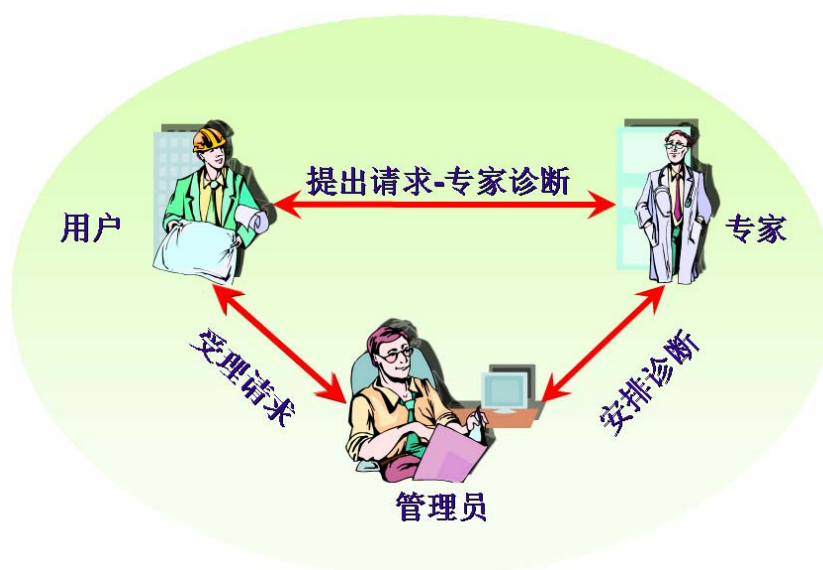 提出请求-专家诊断
用户
专家
受理请求
安排诊断
管理员